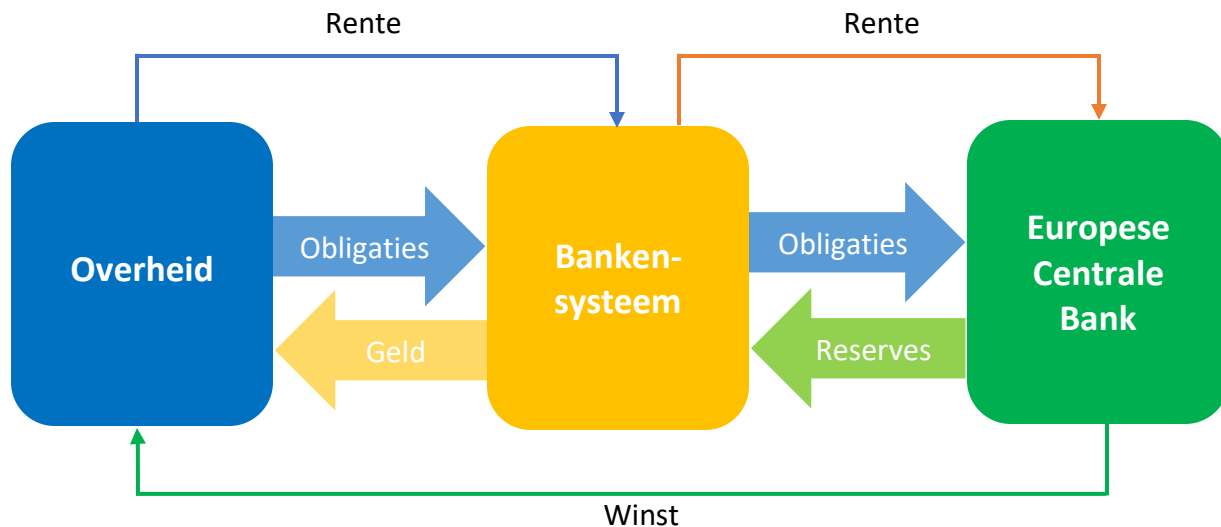 Rente
Rente
Overheid
Obligaties
Geld
Banken-
systeem
Obligaties
Reserves
Europese
Centrale
Bank
Winst